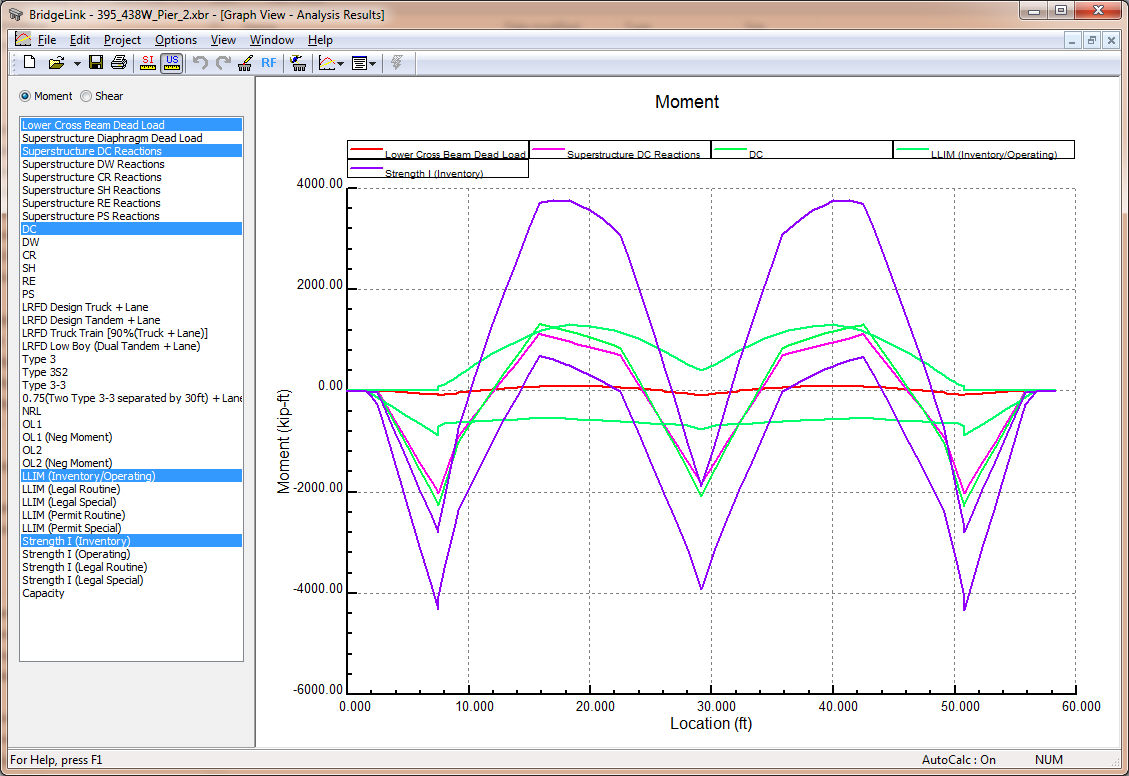 BridgeLink - 395_438W_Pier_2.xbr - [Graph View - Analysis Results]
File Edit Project Options View Window Help
SI US RF
Moment Shear
Lower Cross Beam Dead Load
Superstructure Diaphragm Dead Load
Superstructure DC Reactions
Superstructure DW Reactions
Superstructure CR Reactions
Superstructure SH Reactions
Superstructure RE Reactions
Superstructure PS Reactions
DC
DW
CR
SH
RE
PS
LRFD Design Truck + Lane
LRFD Design Tandem + Lane
LRFD Truck Train [90%(Truck + Lane)]
LRFD Low Boy (Dual Tandem + Lane)
Type 3
Type 3S2
Type 3-3
0.75(Two Type 3-3 separated by 30ft) + Lane
NRL
OL1
OL1 (Neg Moment)
OL2
OL2 (Neg Moment)
LLIM (Inventory/Operating)
LLIM (Legal Routine)
LLIM (Legal Special)
LLIM (Permit Routine)
LLIM (Permit Special)
Strength I (Inventory)
Strength I (Operating)
Strength I (Legal Routine)
Strength I (Legal Special)
Capacity
Moment
Lower Cross Beam Dead Load
Superstructure DC Reactions
DC
LLIM (Inventory/Operating)
Strength I (Inventory)
4000.00
2000.00
0.00
-2000.00
-4000.00
-6000.00
Moment (kip-ft)
0.000 10.000 20.000 30.000 40.000 50.000 60.000
Location (ft)
For Help, press F1
AutoCalc : On NUM